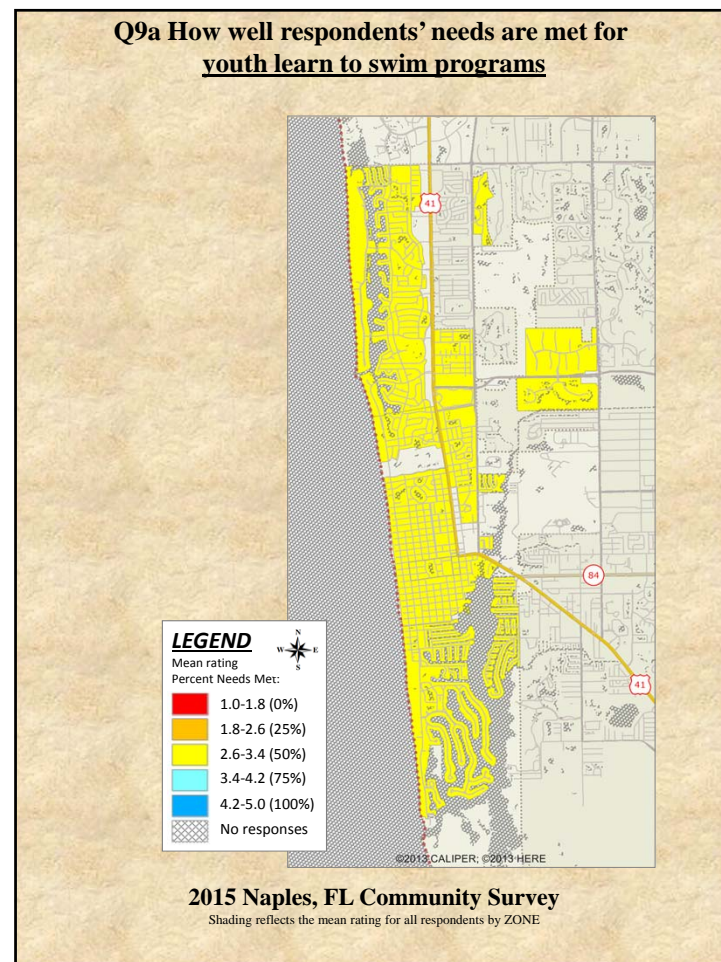 Q9a How well respondents’ needs are met for
youth learn to swim programs
41
84
41
LEGEND
N
W E
S
Mean rating
Percent Needs Met:
1.0-1.8 (0%)
1.8-2.6 (25%)
2.6-3.4 (50%)
3.4-4.2 (75%)
4.2-5.0 (100%)
No responses
©2013 CALIPER; ©2013 HERE
2015 Naples, FL Community Survey
Shading reflects the mean rating for all respondents by ZONE